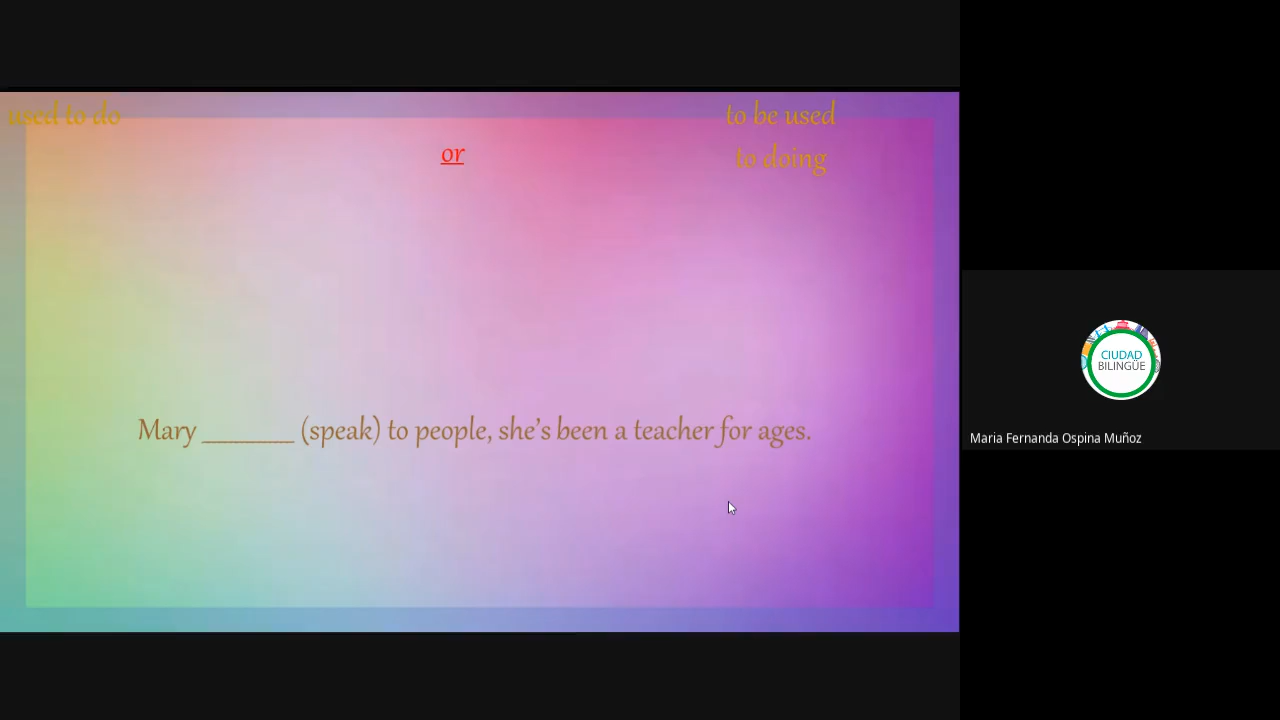 used to do
or
to be used
to doing
Mary ________ (speak) to people, she's been a teacher for ages.
CIUDAD
BILINGÜE
Maria Fernanda Ospina Muñoz